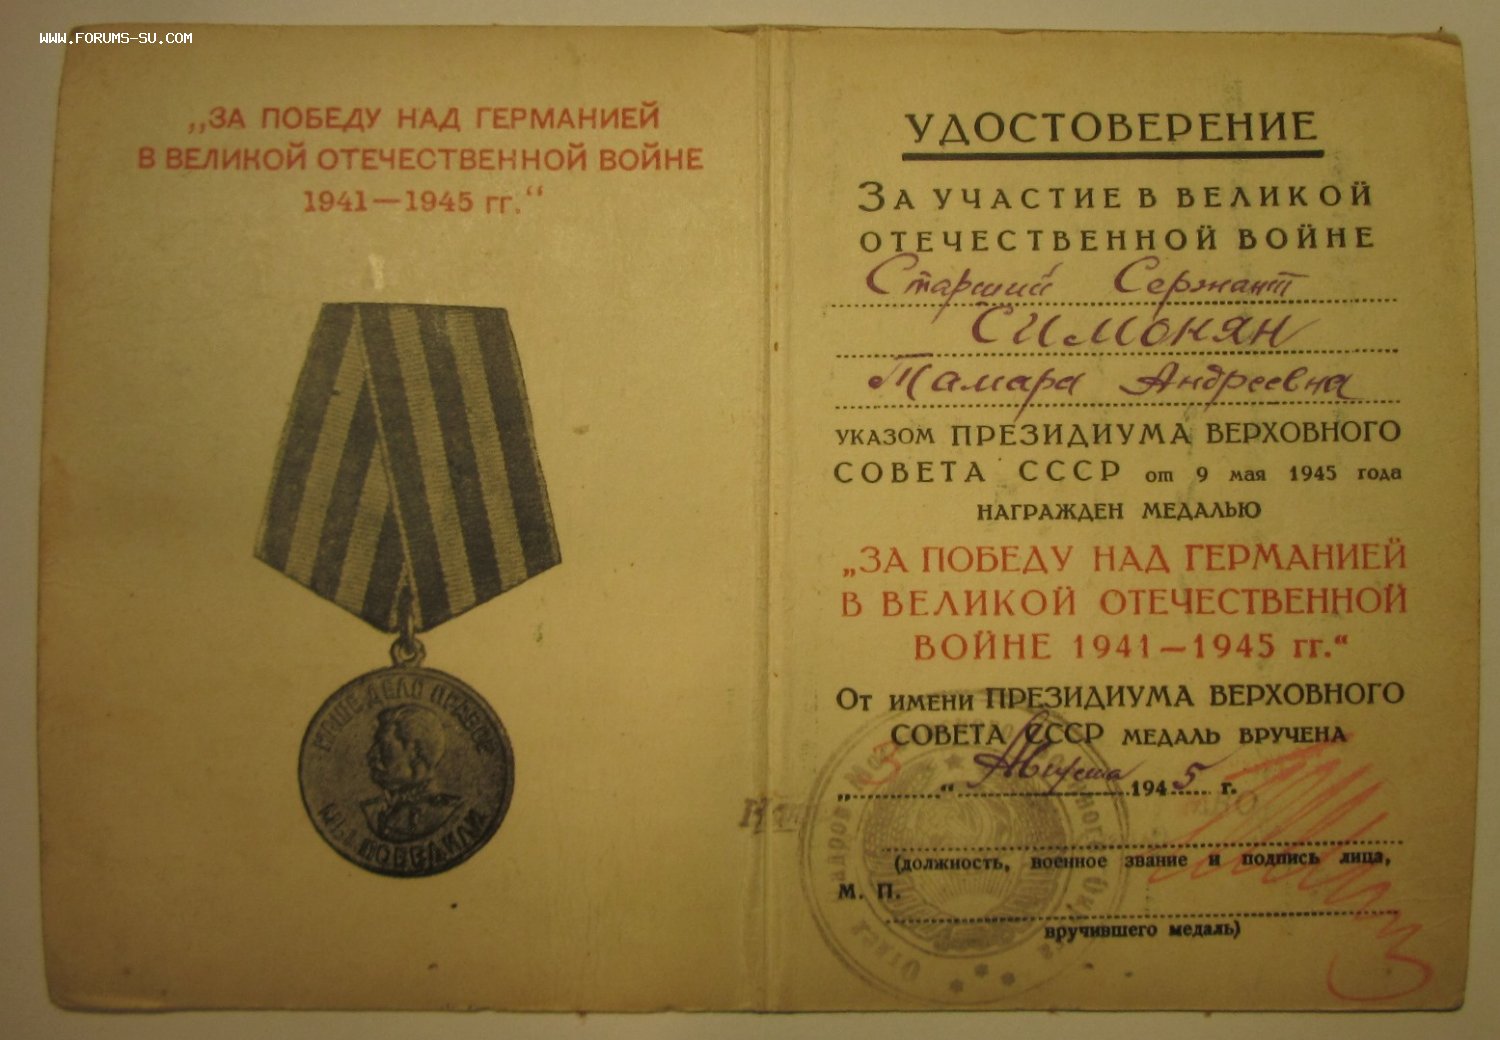 WWW.FORUMS-SU.COM
„ЗА ПОБЕДУ НАД ГЕРМАНИЕЙ
В ВЕЛИКОЙ ОТЕЧЕСТВЕННОЙ ВОЙНЕ
1941—1945 гг.“
НАШЕ ДЕЛО ПРАВОЕ
МЫ ПОБЕДИЛИ
УДОСТОВЕРЕНИЕ
ЗА УЧАСТИЕ В ВЕЛИКОЙ
ОТЕЧЕСТВЕННОЙ ВОЙНЕ
Старший Сержант
Симонян
Тамара Андреевна
УКАЗОМ ПРЕЗИДИУМА ВЕРХОВНОГО
СОВЕТА СССР от 9 мая 1945 года
НАГРАЖДЕН МЕДАЛЬЮ
„ЗА ПОБЕДУ НАД ГЕРМАНИЕЙ
В ВЕЛИКОЙ ОТЕЧЕСТВЕННОЙ
ВОЙНЕ 1941—1945 гг.“
От имени ПРЕЗИДИУМА ВЕРХОВНОГО
СОВЕТА СССР МЕДАЛЬ ВРУЧЕНА
„3“ Августа 1945 г.
(должность, военное звание и подпись лица,
М. П.
вручившего медаль)
Округа
Отдел